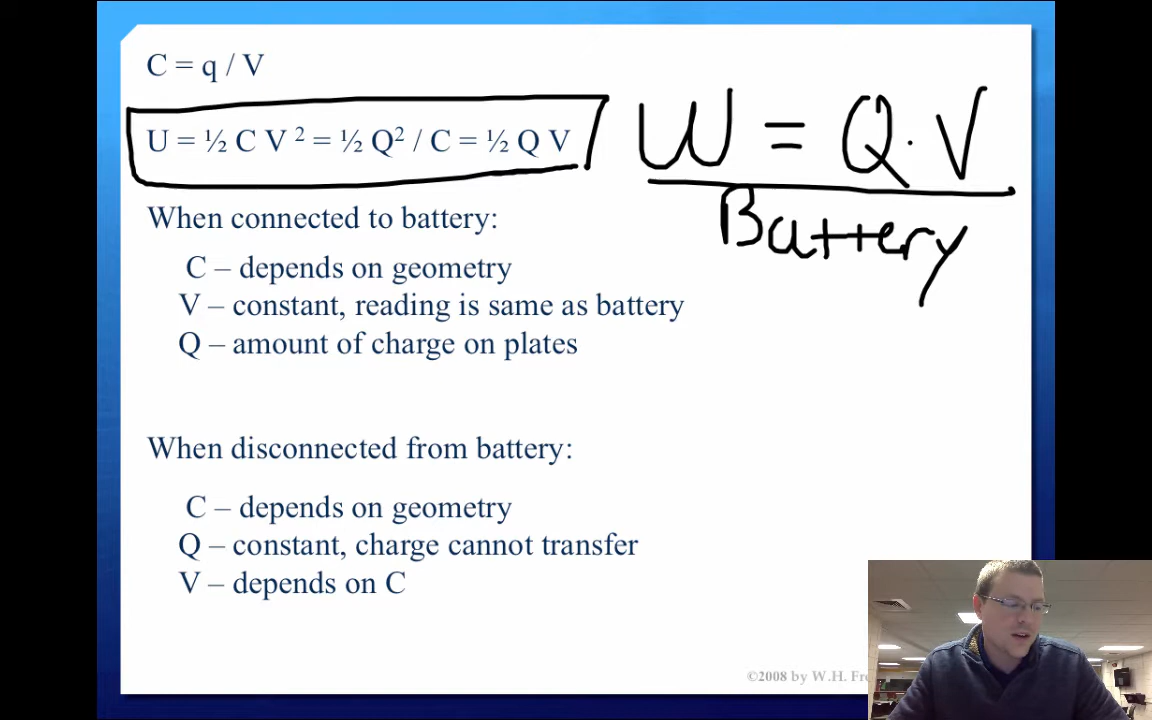 C = q / V
U = ½ C V ² = ½ Q² / C = ½ Q V
W = Q · V
Battery
When connected to battery:
C – depends on geometry
V – constant, reading is same as battery
Q – amount of charge on plates
When disconnected from battery:
C – depends on geometry
Q – constant, charge cannot transfer
V – depends on C
©2008 by W.H.